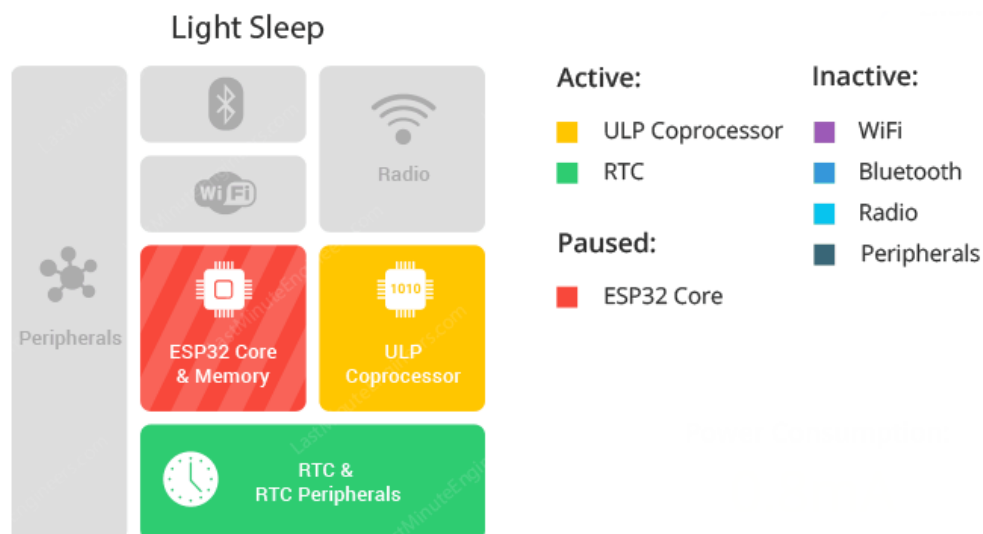 Light Sleep
Radio
WiFi
Peripherals
ESP32 Core
& Memory
1010
ULP
Coprocessor
RTC &
RTC Peripherals
Active:
ULP Coprocessor
RTC
Paused:
ESP32 Core
Inactive:
WiFi
Bluetooth
Radio
Peripherals